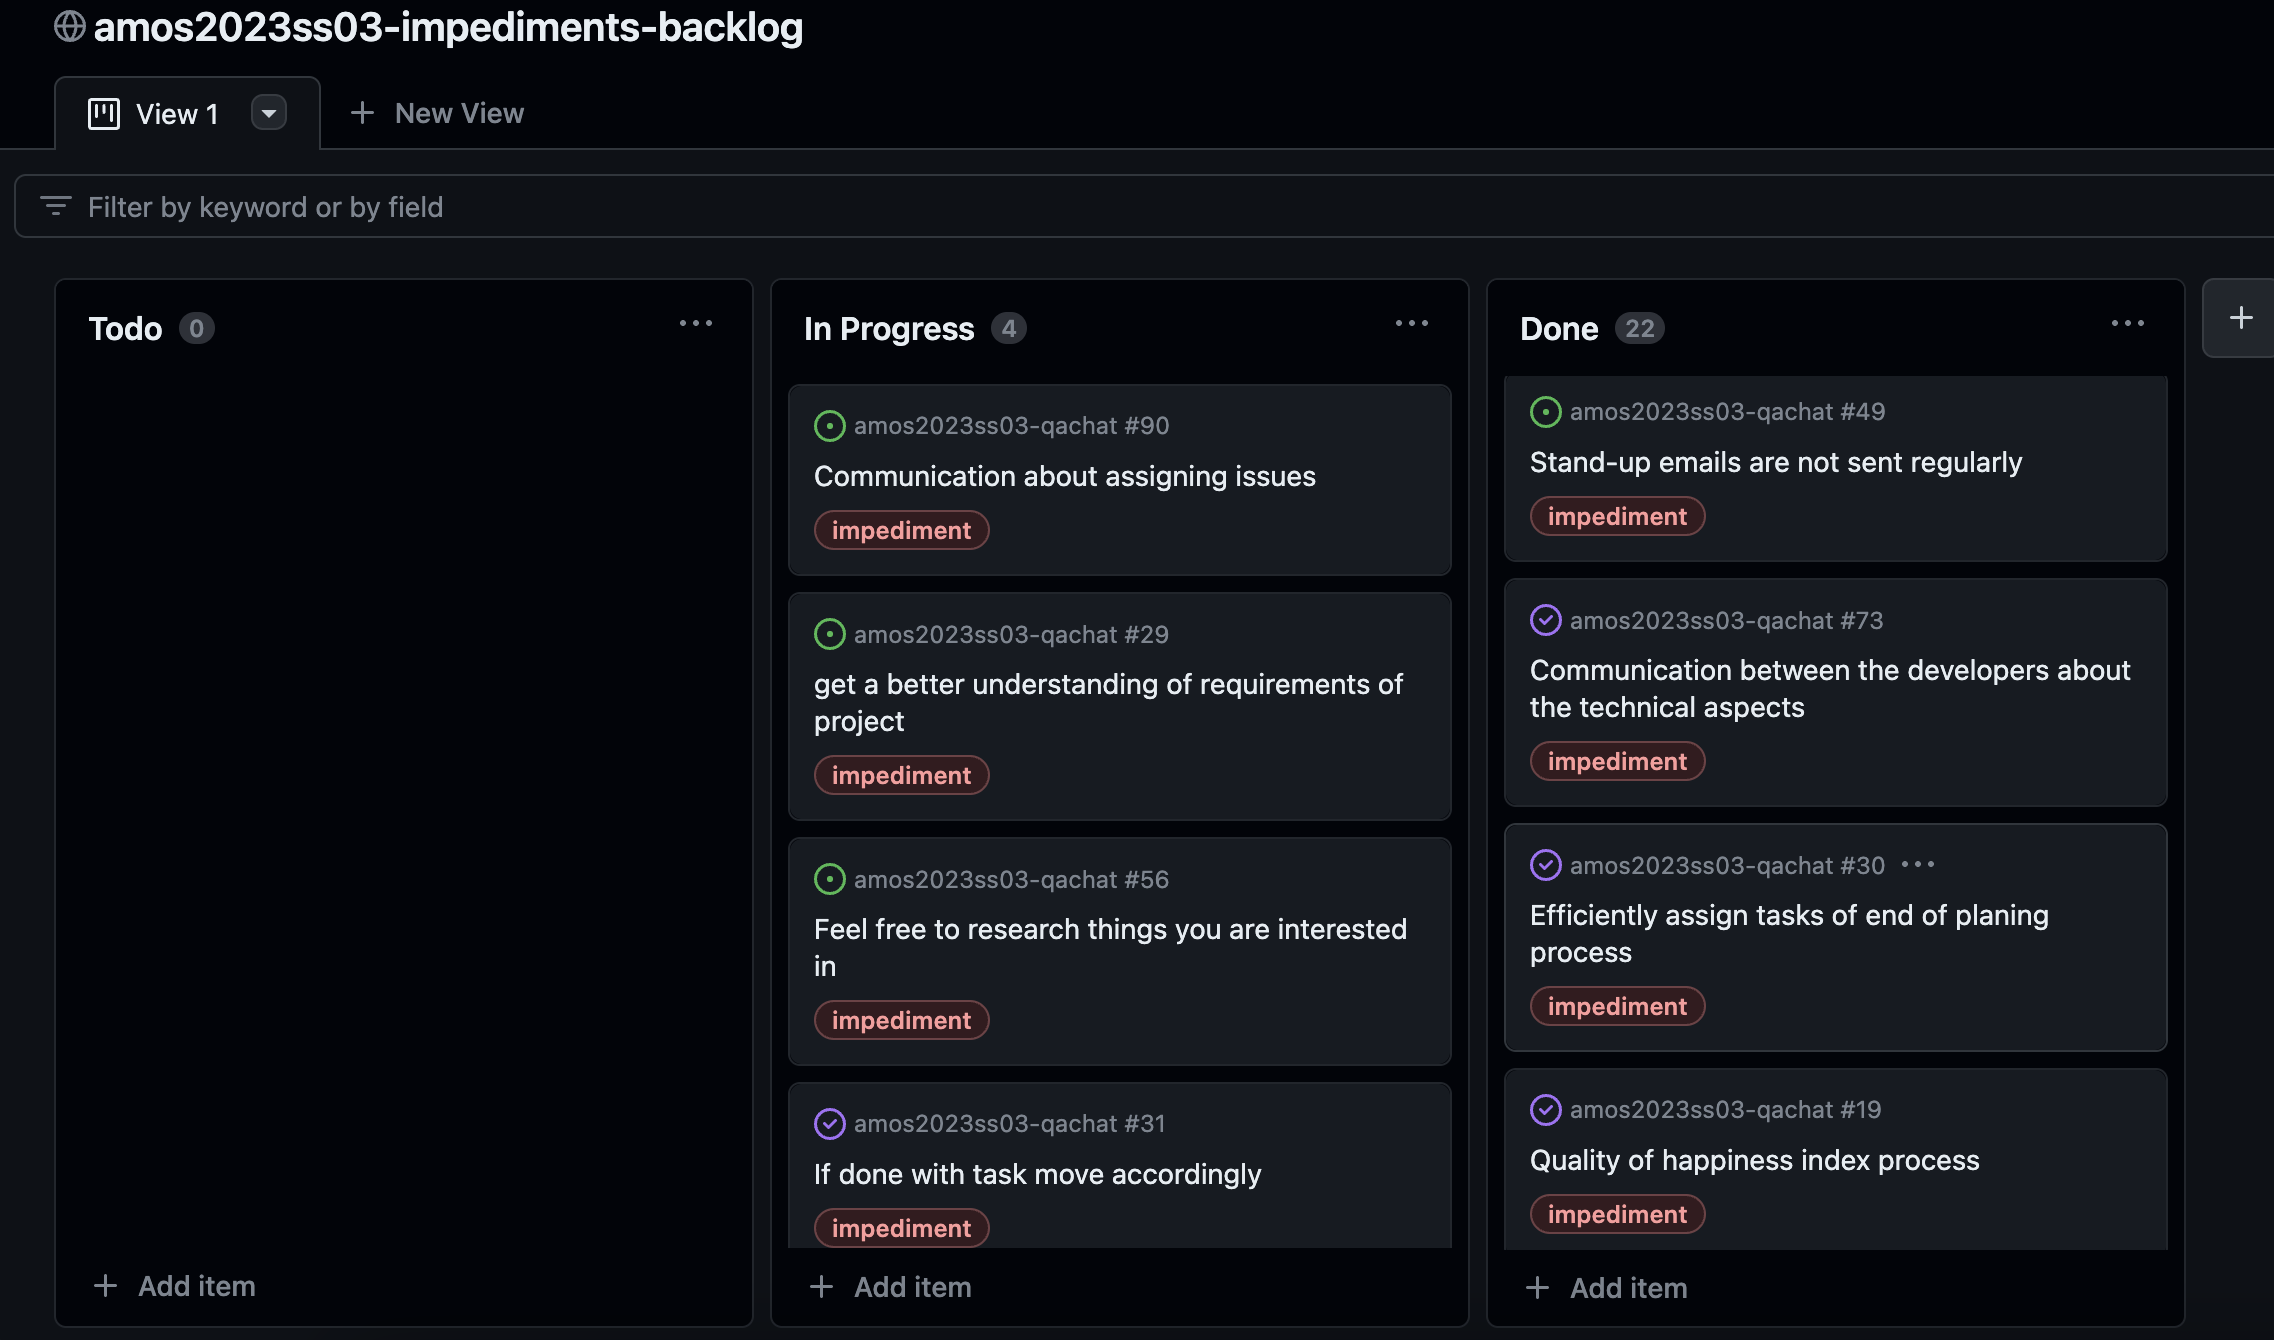 amos2023ss03-impediments-backlog
View 1
New View
Filter by keyword or by field
Todo 0
Add item
In Progress 4
amos2023ss03-qachat #90
Communication about assigning issues
impediment
amos2023ss03-qachat #29
get a better understanding of requirements of
project
impediment
amos2023ss03-qachat #56
Feel free to research things you are interested
in
impediment
amos2023ss03-qachat #31
If done with task move accordingly
impediment
Add item
Done 22
amos2023ss03-qachat #49
Stand-up emails are not sent regularly
impediment
amos2023ss03-qachat #73
Communication between the developers about
the technical aspects
impediment
amos2023ss03-qachat #30
Efficiently assign tasks of end of planing
process
impediment
amos2023ss03-qachat #19
Quality of happiness index process
impediment
Add item